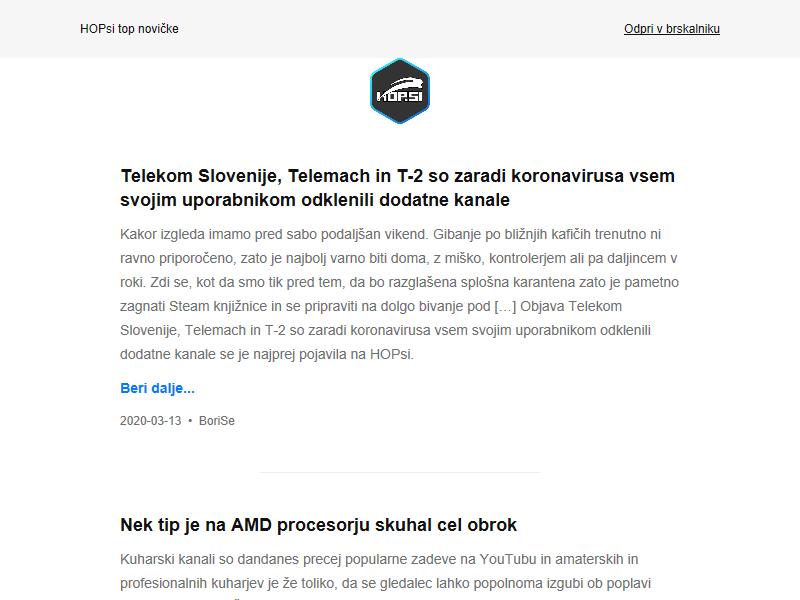 HOPsi top novičke
Odpri v brskalniku
HOP.SI
Telekom Slovenije, Telemach in T-2 so zaradi koronavirusa vsem
svojim uporabnikom odklenili dodatne kanale
Kakor izgleda imamo pred sabo podaljšan vikend. Gibanje po bližnjih kafičih trenutno ni
ravno priporočeno, zato je najbolj varno biti doma, z miško, kontrolerjem ali pa daljincem v
roki. Zdi se, kot da smo tik pred tem, da bo razglašena splošna karantena zato je pametno
zagnati Steam knjižnice in se pripraviti na dolgo bivanje pod […] Objava Telekom
Slovenije, Telemach in T-2 so zaradi koronavirusa vsem svojim uporabnikom odklenili
dodatne kanale se je najprej pojavila na HOPsi.
Beri dalje...
2020-03-13 • BoriSe
Nek tip je na AMD procesorju skuhal cel obrok
Kuharski kanali so dandanes precej popularne zadeve na YouTubu in amaterskih in
profesionalnih kuharjev je že toliko, da se gledalec lahko popolnoma izgubi ob poplavi